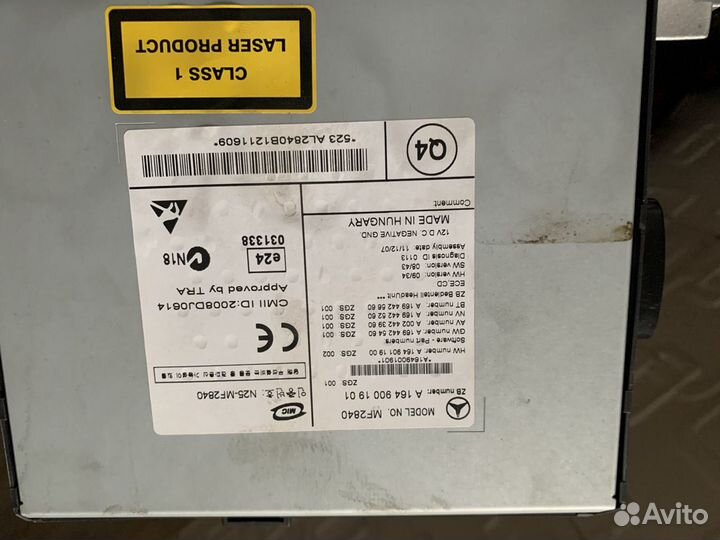 MODEL NO. MF2840
ZB number: A 164 900 19 01
ZGS: 001
*A1649001901*
HW number: A 164 901 19 00 ZGS: 002
Software - Part numbers
GW number: A 169 442 54 60 ZGS: 001
AV number: A 002 442 39 60 ZGS: 001
NV number: A 169 442 52 60 ZGS: 001
BT number: A 169 442 56 60 ZGS: 001
ZB Bedienteil HeadUnit ***
ECE,CD
HW version: 09/34
SW version: 08/43
Diagnosis ID 0113
Assembly date: 11/12/07
12V D.C. NEGATIVE GND
MADE IN HUNGARY
Comment
MIC
N25-MF2840
CE
CMII ID:2008DJ0614
Approved by TRA
e24
031338
N18
Q4
*523 AL2840B1211609*
CLASS 1
LASER PRODUCT
Avito